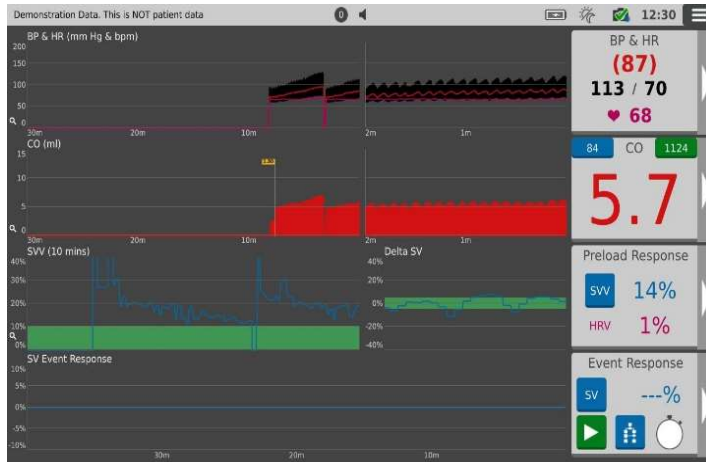 Demonstration Data. This is NOT patient data
0
12:30
BP & HR (mm Hg & bpm)
200
150
100
50
0
30m 20m 10m 2m 1m
CO (ml)
15
10
5
0
30m 20m 10m 2m 1m
SVV (10 mins)
40%
30%
20%
10%
0%
Delta SV
40%
20%
0%
-20%
-40%
SV Event Response
10%
5%
0%
-5%
-10%
30m 20m 10m
BP & HR
(87)
113 / 70
68
84 CO 1124
5.7
Preload Response
SVV 14%
HRV 1%
Event Response
SV ---%